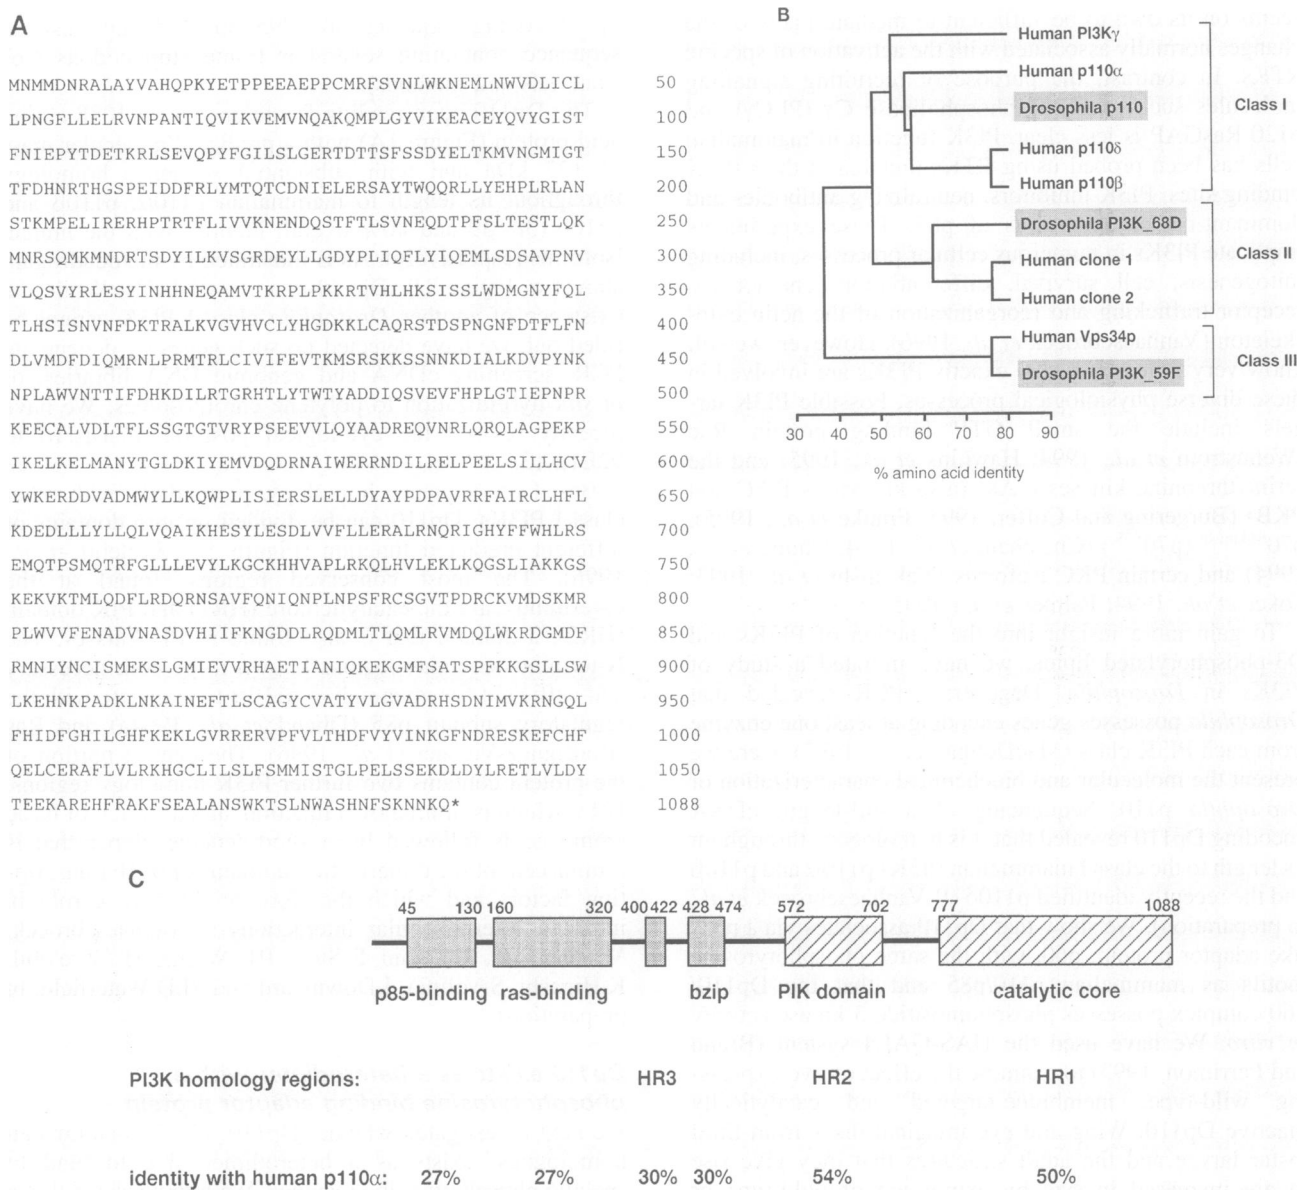 A
MNMMDNRALAYVAHQPKYETPPEEAEPPCMRFSVNLWKNEMLNWVDLICL 50
LPNGFLLELRVNPANTIQVIKVEMVNQAKQMPLGYVIKEACEYQVYGIST 100
FNIEPYTDETKRLSEVQPYFGILSLGERTDTTSFSSDYELTKMVNGMIGT 150
TFDHNRTHGSPEIDDFRLYMTQTCDNIELERSAYTWQQRLLYEHPLRLAN 200
STKMPELIRERHPTRTFLIVVKNENDQSTFTLSVNEQDTPFSLTESTLQK 250
MNRSQMKMNDRTSDYILKVSGRDEYLLGDYPLIQFLYIQEMLSDSAVPNV 300
VLQSVYRLESYINHHNEQAMVTKRPLPKKRTVHLHKSISSLWDMGNYFQL 350
TLHSISNVNFDKTRALKVGVHVCLYHGDKKLCAQRSTDSPNGNFDTFLFN 400
DLVMDFDIQMRNLPRMTRLCIVIFEVTKMSRSKKSSNNKDIALKDVPYNK 450
NPLAWVNTTIFDHKDILRTGRHTLYTWTYADDIQSVEVFHPLGTIEPNPR 500
KEECALVDLTFLSSGTGTVRYPSEEVVLQYAADREQVNRLQRQLAGPEKP 550
IKELKELMANYTGLDKIYEMVDQDRNAIWERRNDILRELPEELSILLHCV 600
YWKERDDVADMWYLLKQWPLISIERSLELLDYAYPDPAVRRFAIRCLHFL 650
KDEDLLLYLLQLVQAIKHESYLESDLVVFLLERALRNQRIGHYFFWHLRS 700
EMQTPSMQTRFGLLLEVYLKGCKHHVAPLRKQLHVLEKLKQGSLIAKKGS 750
KEKVKTMLQDFLRDQRNSAVFQNIQNPLNPSFRCSGVTPDRCKVMDSKMR 800
PLWVVFENADVNASDVHIIFKNGDDLRQDMLTLQMLRVMDQLWKRDGMDF 850
RMNIYNCISMEKSLGMIEVVRHAETIANIQKEKGMFSATSPFKKGSLLSW 900
LKEHNKPADKLNKAINEFTLSCAGYCVATYVLGVADRHSDNIMVKRNGQL 950
FHIDFGHILGHFKEKLGVRRERVPFVLTHDFVYVINKGFNDRESKEFCHF 1000
QELCERAFLVLRKHGCLILSLFSMMISTGLPELSSEKDLDYLRETLVLDY 1050
TEEKAREHFRAKFSEALANSWKTSLNWASHNFSKNNKQ* 1088
B
Human PI3Kγ
Human p110α
Drosophila p110
Human p110δ
Human p110β
Class I
Drosophila PI3K_68D
Human clone 1
Human clone 2
Class II
Human Vps34p
Drosophila PI3K_59F
Class III
30 40 50 60 70 80 90
% amino acid identity
C
45 130 160 320 400 422 428 474 572 702 777 1088
p85-binding ras-binding bzip PIK domain catalytic core
PI3K homology regions: HR3 HR2 HR1
identity with human p110α: 27% 27% 30% 30% 54% 50%